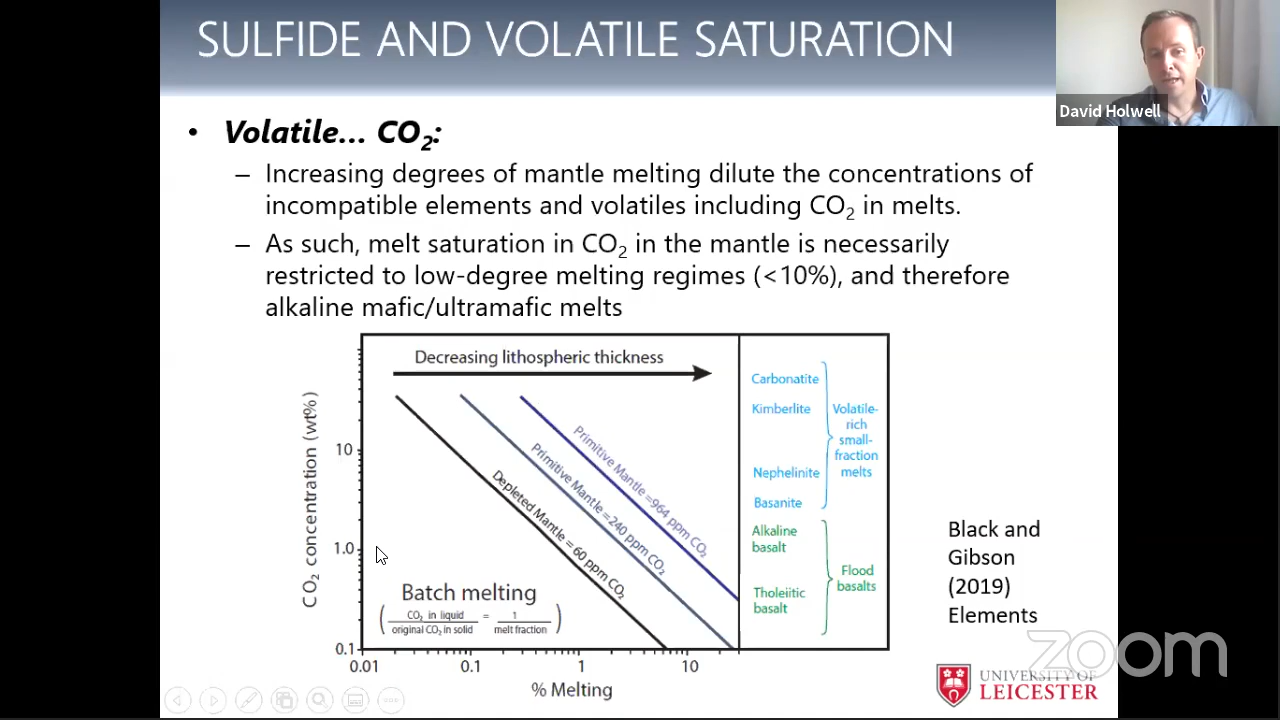 SULFIDE AND VOLATILE SATURATION
David Holwell
• Volatile... CO₂:
– Increasing degrees of mantle melting dilute the concentrations of
incompatible elements and volatiles including CO₂ in melts.
– As such, melt saturation in CO₂ in the mantle is necessarily
restricted to low-degree melting regimes (<10%), and therefore
alkaline mafic/ultramafic melts
Decreasing lithospheric thickness
CO₂ concentration (wt%)
10
1.0
0.1
Depleted Mantle = 60 ppm CO₂
Primitive Mantle =240 ppm CO₂
Primitive Mantle =964 ppm CO₂
Batch melting
( CO₂ in liquid = 1 )
original CO₂ in solid melt fraction
0.01
0.1
1
10
% Melting
Carbonatite
Kimberlite
Nephelinite
Basanite
Volatile-
rich
small-
fraction
melts
Alkaline
basalt
Tholeiitic
basalt
Flood
basalts
Black and
Gibson
(2019)
Elements
zoom
UNIVERSITY OF
LEICESTER